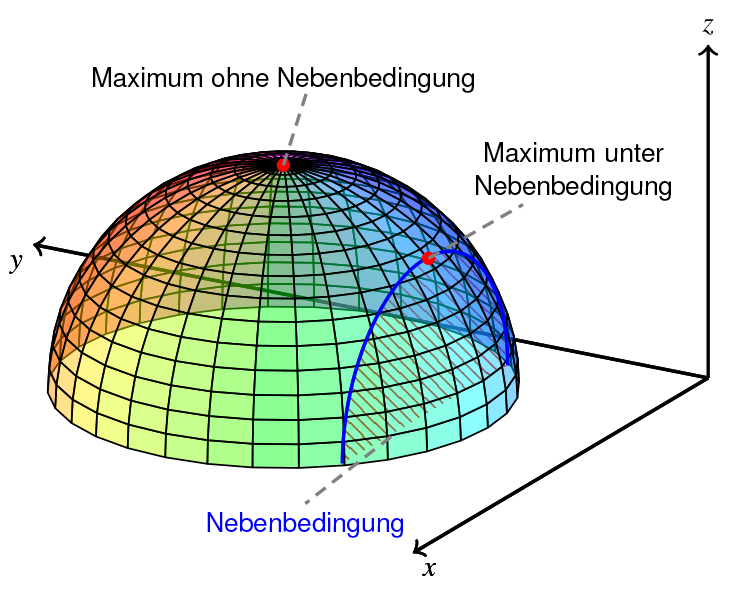 z
Maximum ohne Nebenbedingung
Maximum unter
Nebenbedingung
y
Nebenbedingung
x